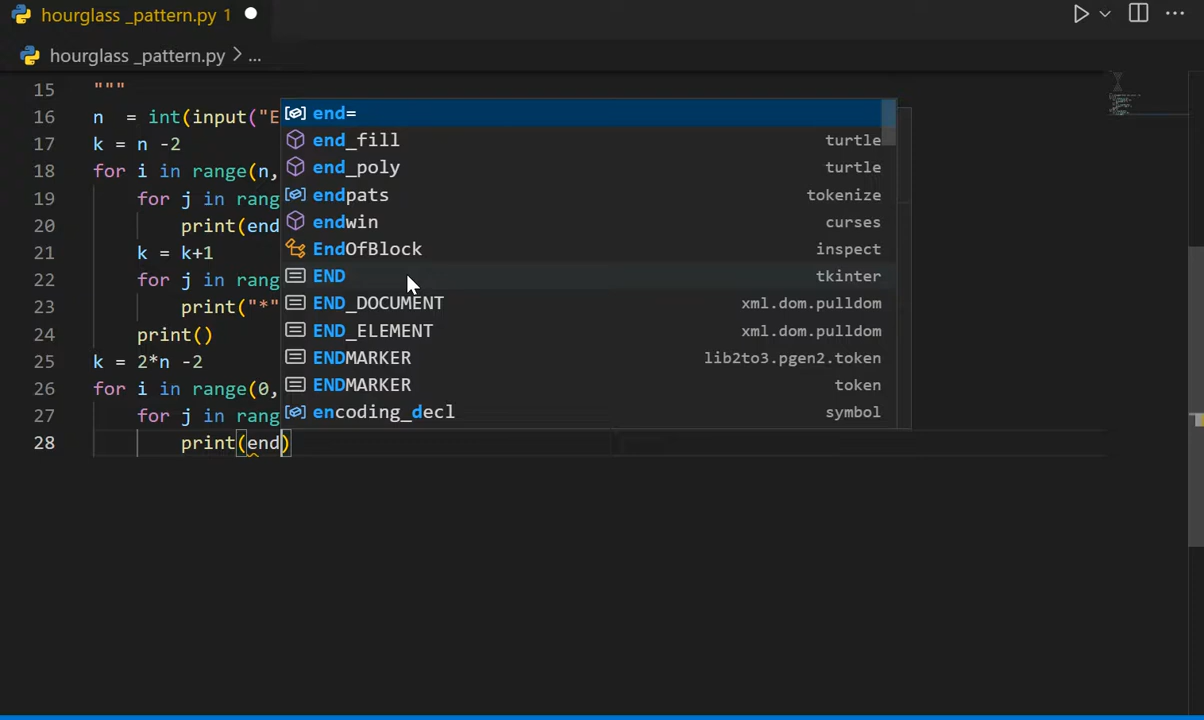 hourglass _pattern.py 1
hourglass _pattern.py > ...
15 """
16 n = int(input("E
17 k = n -2
18 for i in range(n,
19 for j in rang
20 print(end
21 k = k+1
22 for j in rang
23 print("*"
24 print()
25 k = 2*n -2
26 for i in range(0,
27 for j in rang
28 print(end)
end=
end_fill turtle
end_poly turtle
endpats tokenize
endwin curses
EndOfBlock inspect
END tkinter
END_DOCUMENT xml.dom.pulldom
END_ELEMENT xml.dom.pulldom
ENDMARKER lib2to3.pgen2.token
ENDMARKER token
encoding_decl symbol